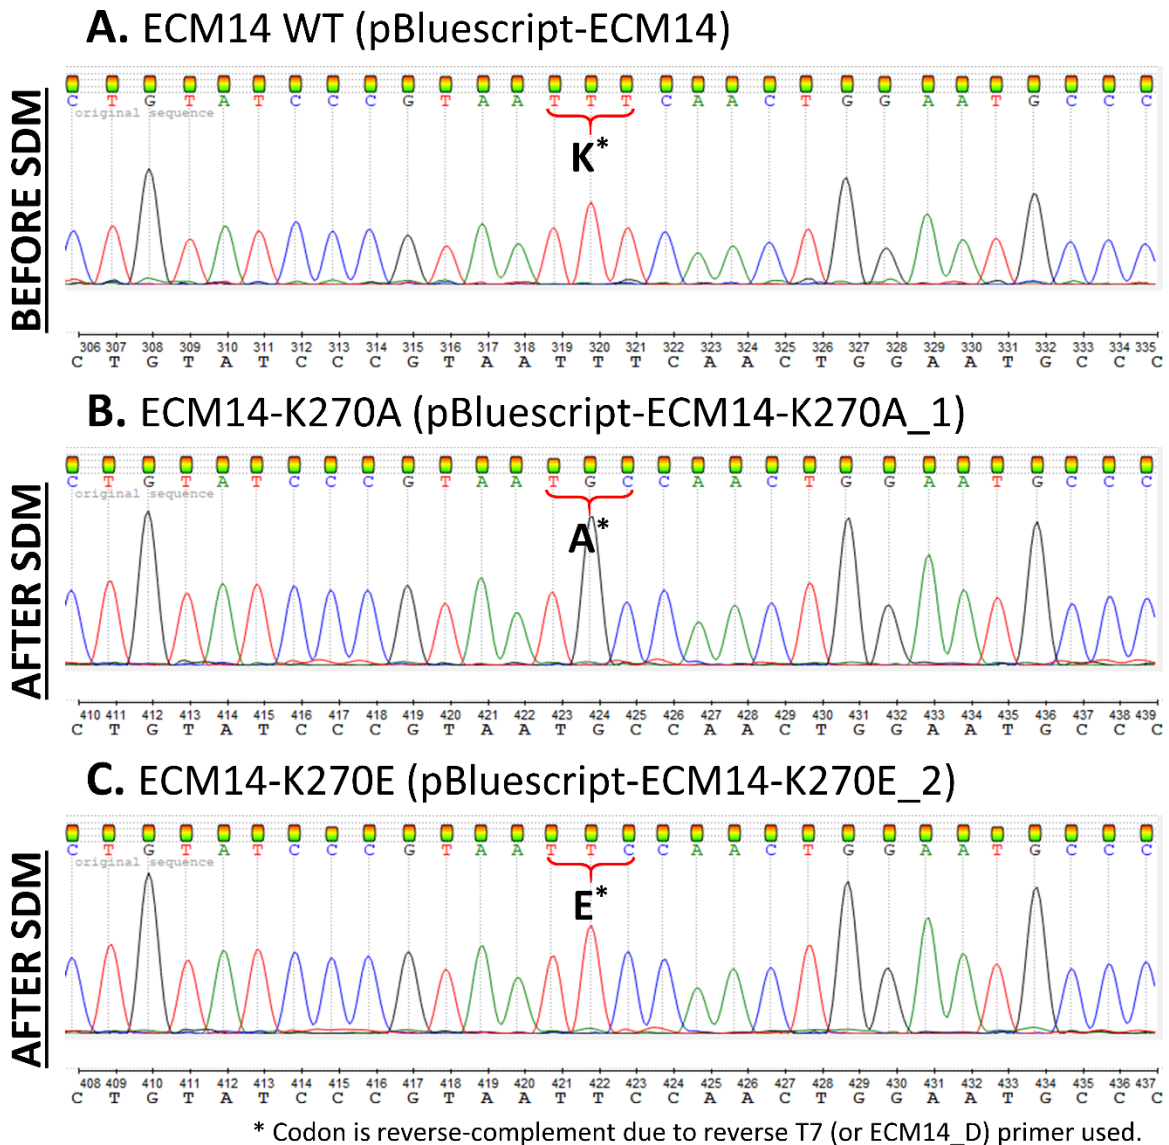 A. ECM14 WT (pBluescript-ECM14)
BEFORE SDM
C T G T A T C C C G T A A T T T C A A C T G G A A T G C C C
original sequence
K*
306 307 308 309 310 311 312 313 314 315 316 317 318 319 320 321 322 323 324 325 326 327 328 329 330 331 332 333 334 335
C T G T A T C C C G T A A T T T C A A C T G G A A T G C C C
B. ECM14-K270A (pBluescript-ECM14-K270A_1)
AFTER SDM
C T G T A T C C C G T A A T G C C A A C T G G A A T G C C C
original sequence
A*
410 411 412 413 414 415 416 417 418 419 420 421 422 423 424 425 426 427 428 429 430 431 432 433 434 435 436 437 438 439
C T G T A T C C C G T A A T G C C A A C T G G A A T G C C C
C. ECM14-K270E (pBluescript-ECM14-K270E_2)
AFTER SDM
C T G T A T C C C G T A A T T C C A A C T G G A A T G C C C
original sequence
E*
408 409 410 411 412 413 414 415 416 417 418 419 420 421 422 423 424 425 426 427 428 429 430 431 432 433 434 435 436 437
C T G T A T C C C G T A A T T C C A A C T G G A A T G C C C
* Codon is reverse-complement due to reverse T7 (or ECM14_D) primer used.